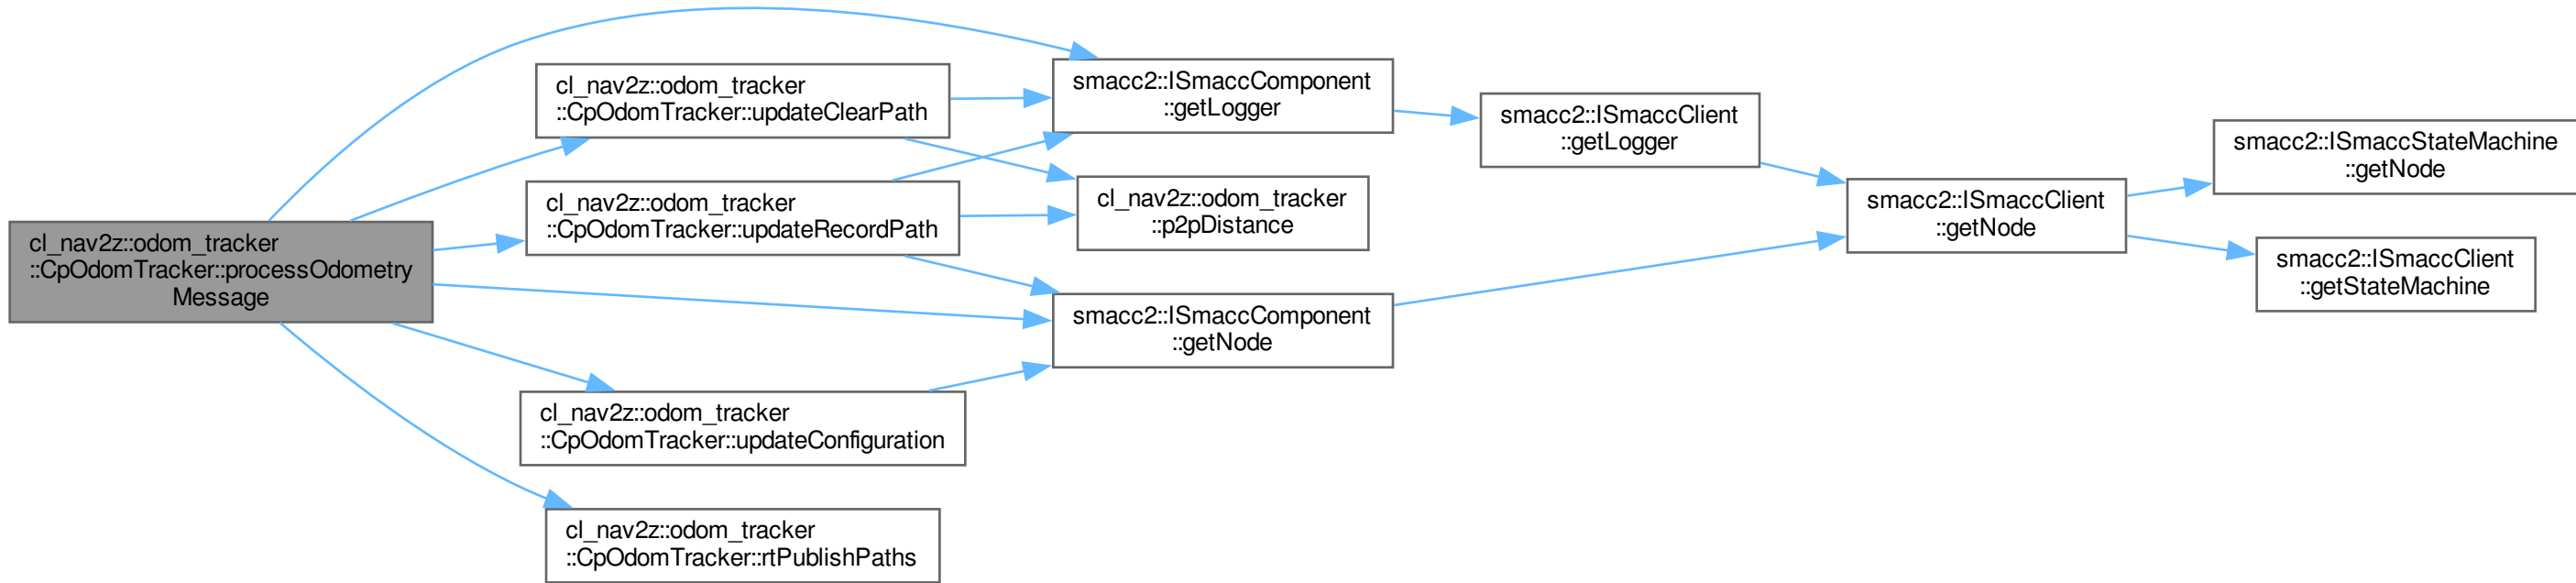 cl_nav2z::odom_tracker
::CpOdomTracker::processOdometry
Message
cl_nav2z::odom_tracker
::CpOdomTracker::updateClearPath
cl_nav2z::odom_tracker
::CpOdomTracker::updateRecordPath
cl_nav2z::odom_tracker
::CpOdomTracker::updateConfiguration
cl_nav2z::odom_tracker
::CpOdomTracker::rtPublishPaths
smacc2::ISmaccComponent
::getLogger
cl_nav2z::odom_tracker
::p2pDistance
smacc2::ISmaccComponent
::getNode
smacc2::ISmaccClient
::getLogger
smacc2::ISmaccClient
::getNode
smacc2::ISmaccStateMachine
::getNode
smacc2::ISmaccClient
::getStateMachine